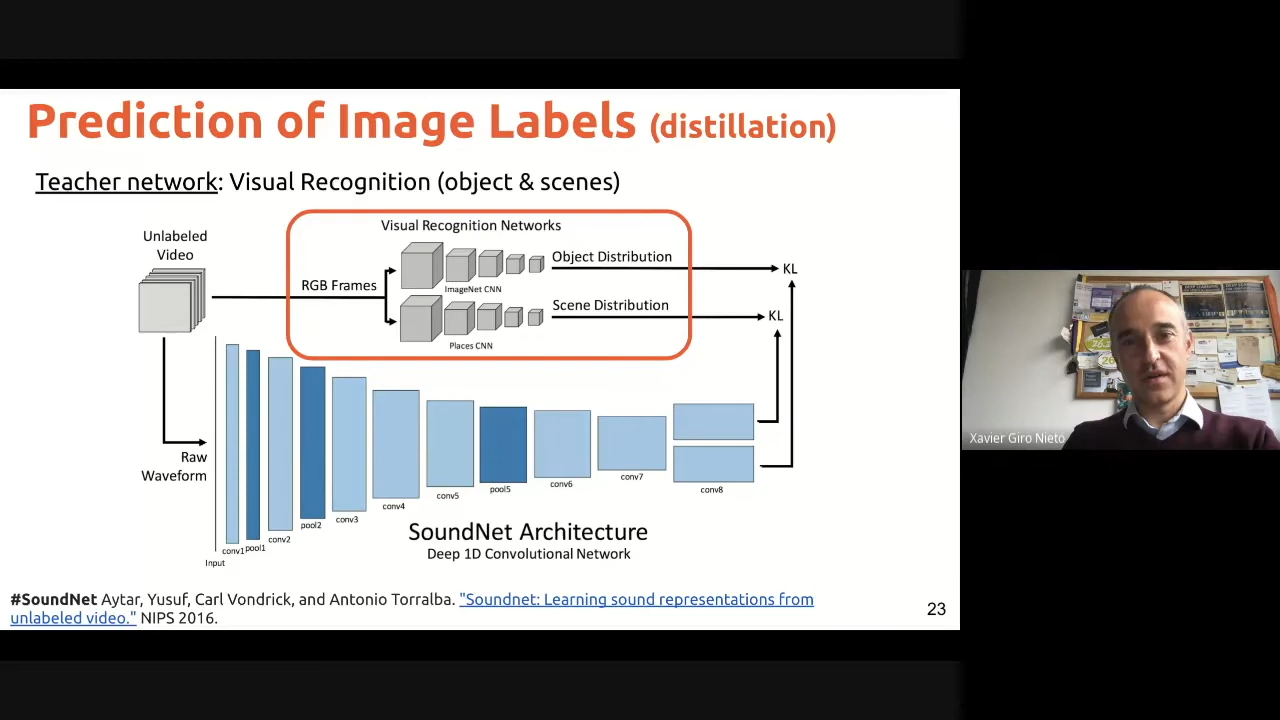 Prediction of Image Labels (distillation)
Teacher network: Visual Recognition (object & scenes)
Unlabeled
Video
Visual Recognition Networks
RGB Frames
ImageNet CNN
Object Distribution
KL
Scene Distribution
KL
Places CNN
Raw
Waveform
Input
conv1
pool1
conv2
pool2
conv3
conv4
conv5
pool5
conv6
conv7
conv8
SoundNet Architecture
Deep 1D Convolutional Network
#SoundNet Aytar, Yusuf, Carl Vondrick, and Antonio Torralba. "Soundnet: Learning sound representations from
unlabeled video." NIPS 2016.
23
Xavier Giro Nieto